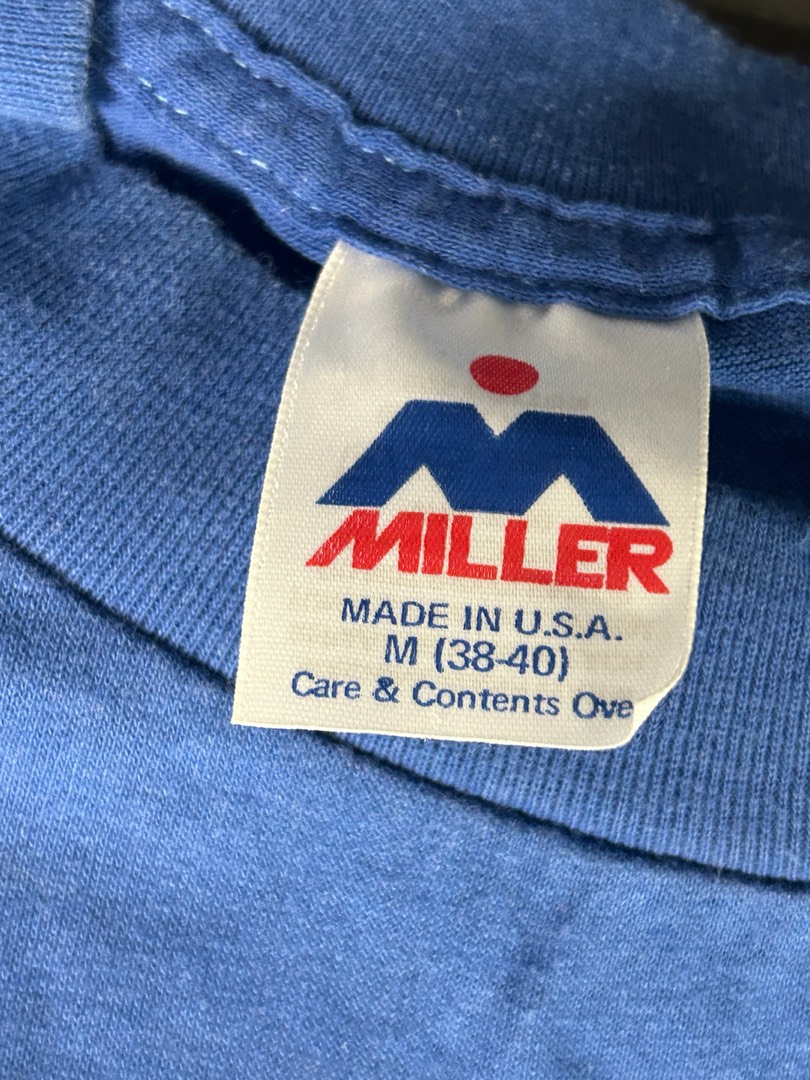 MILLER
MADE IN U.S.A.
M (38-40)
Care & Contents Ove